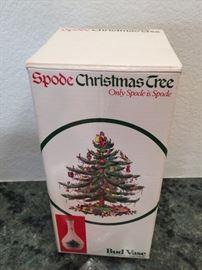 Spode Christmas Tree
Spode Christmas Tree
Only Spode is Spode
Bud Vase